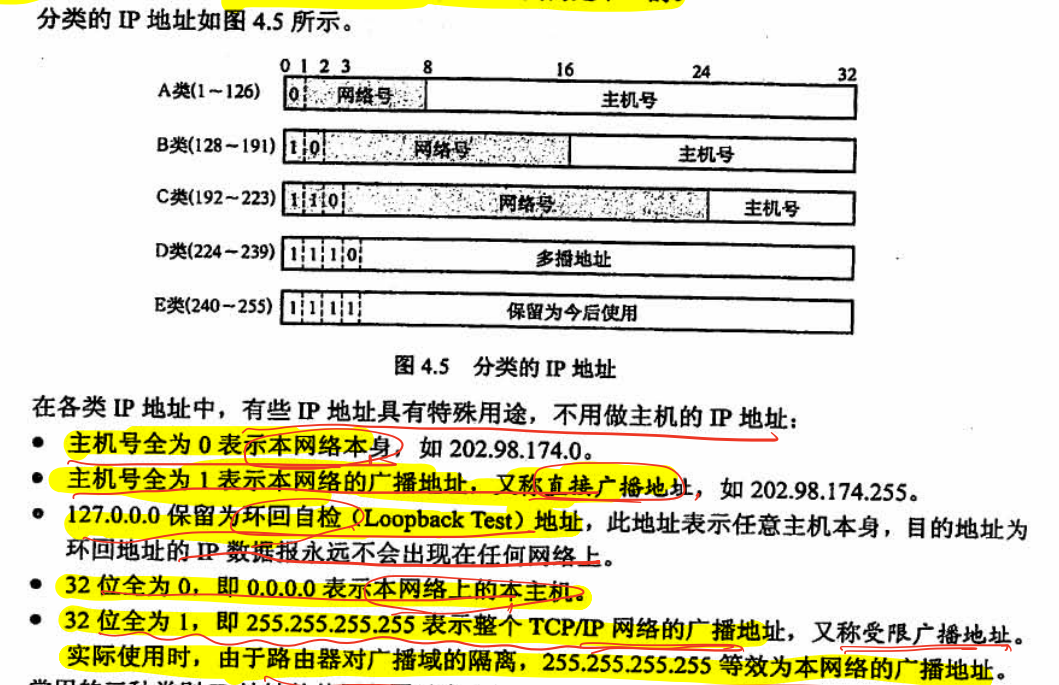 分类的 IP 地址如图 4.5 所示。
0 1 2 3 8 16 24 32
A类(1~126) 0 网络号 主机号
B类(128~191) 1 0 网络号 主机号
C类(192~223) 1 1 0 网络号 主机号
D类(224~239) 1 1 1 0 多播地址
E类(240~255) 1 1 1 1 保留为今后使用
图 4.5 分类的 IP 地址
在各类 IP 地址中，有些 IP 地址具有特殊用途，不用做主机的 IP 地址：
● 主机号全为 0 表示本网络本身，如 202.98.174.0。
● 主机号全为 1 表示本网络的广播地址，又称直接广播地址，如 202.98.174.255。
● 127.0.0.0 保留为环回自检（Loopback Test）地址，此地址表示任意主机本身，目的地址为
环回地址的 IP 数据报永远不会出现在任何网络上。
● 32 位全为 0，即 0.0.0.0 表示本网络上的本主机。
● 32 位全为 1，即 255.255.255.255 表示整个 TCP/IP 网络的广播地址，又称受限广播地址。
实际使用时，由于路由器对广播域的隔离，255.255.255.255 等效为本网络的广播地址。